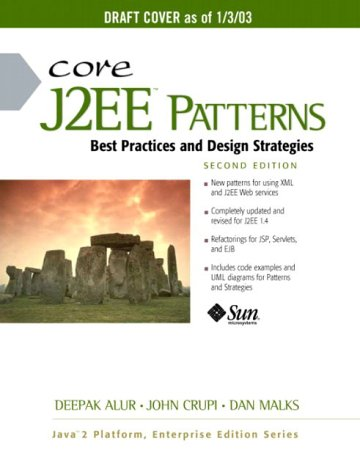 DRAFT COVER as of 1/3/03
core
J2EE™ PATTERNS
Best Practices and Design Strategies
SECOND EDITION
New patterns for using XML
and J2EE Web services
Completely updated and
revised for J2EE 1.4
Refactorings for JSP, Servlets,
and EJB
Includes code examples and
UML diagrams for Patterns
and Strategies
Sun
microsystems
DEEPAK ALUR • JOHN CRUPI • DAN MALKS
Java™ 2 Platform, Enterprise Edition Series